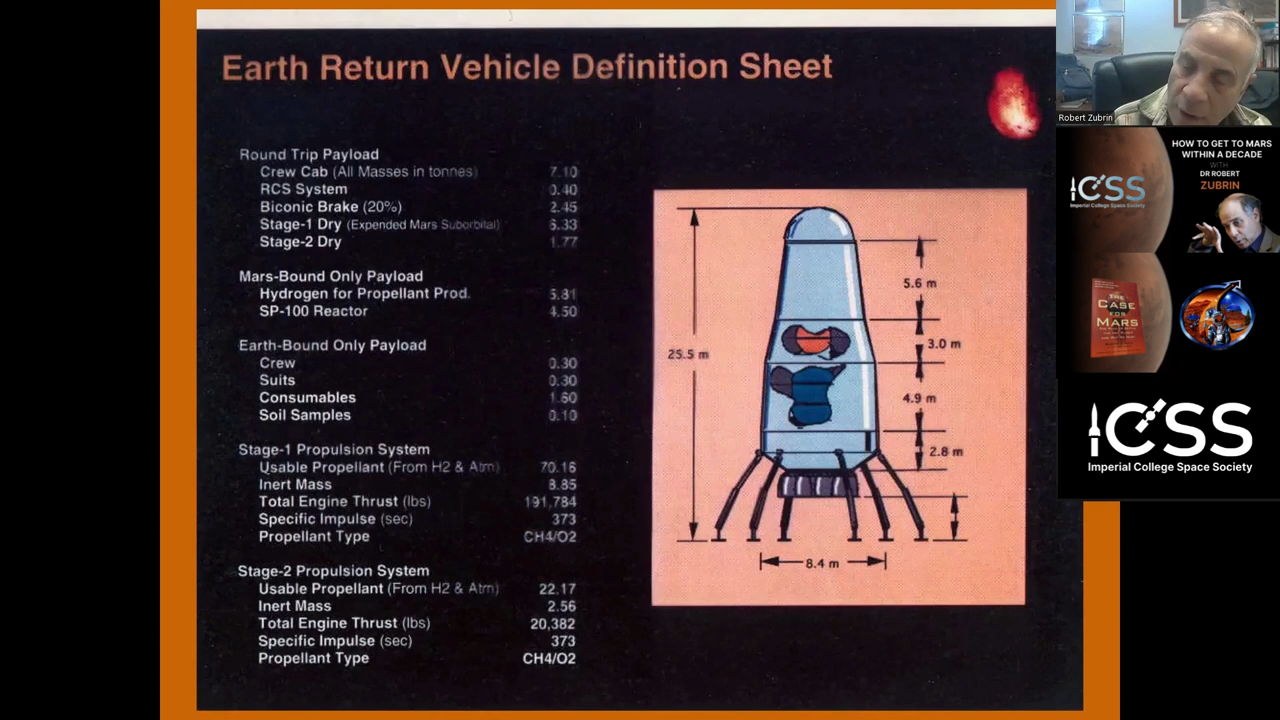 Earth Return Vehicle Definition Sheet
Round Trip Payload
Crew Cab (All Masses in tonnes) 7.10
RCS System 0.40
Biconic Brake (20%) 2.45
Stage-1 Dry (Expended Mars Suborbital) 6.33
Stage-2 Dry 1.77
Mars-Bound Only Payload
Hydrogen for Propellant Prod. 5.81
SP-100 Reactor 4.50
Earth-Bound Only Payload
Crew 0.30
Suits 0.30
Consumables 1.60
Soil Samples 0.10
Stage-1 Propulsion System
Usable Propellant (From H2 & Atm) 70.16
Inert Mass 8.85
Total Engine Thrust (lbs) 191,784
Specific Impulse (sec) 373
Propellant Type CH4/O2
Stage-2 Propulsion System
Usable Propellant (From H2 & Atm) 22.17
Inert Mass 2.56
Total Engine Thrust (lbs) 20,382
Specific Impulse (sec) 373
Propellant Type CH4/O2
5.6 m
3.0 m
25.5 m
4.9 m
2.8 m
8.4 m
Robert Zubrin
HOW TO GET TO MARS
WITHIN A DECADE
WITH
DR ROBERT
ZUBRIN
ICSS
Imperial College Space Society
THE
CASE
FOR
MARS
ICSS
Imperial College Space Society